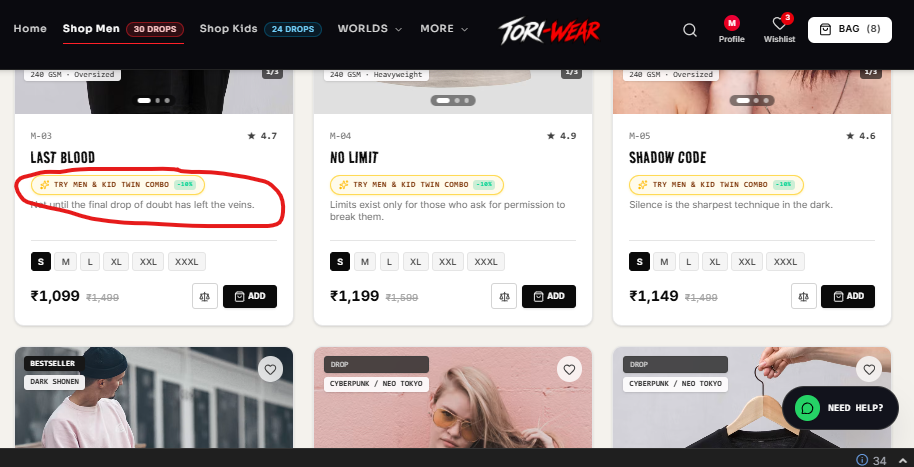 Home
Shop Men
30 DROPS
Shop Kids
24 DROPS
WORLDS
MORE
TORI-WEAR
M
Profile
3
Wishlist
BAG (8)
240 GSM · Oversized
1/3
240 GSM · Heavyweight
1/3
240 GSM · Oversized
1/3
M-03
★ 4.7
LAST BLOOD
TRY MEN & KID TWIN COMBO -10%
Not until the final drop of doubt has left the veins.
S M L XL XXL XXXL
₹1,099 ₹1,499
ADD
M-04
★ 4.9
NO LIMIT
TRY MEN & KID TWIN COMBO -10%
Limits exist only for those who ask for permission to
break them.
S M L XL XXL XXXL
₹1,199 ₹1,599
ADD
M-05
★ 4.6
SHADOW CODE
TRY MEN & KID TWIN COMBO -10%
Silence is the sharpest technique in the dark.
S M L XL XXL XXXL
₹1,149 ₹1,499
ADD
BESTSELLER
DARK SHONEN
DROP
CYBERPUNK / NEO TOKYO
DROP
CYBERPUNK / NEO TOKYO
NEED HELP?
34